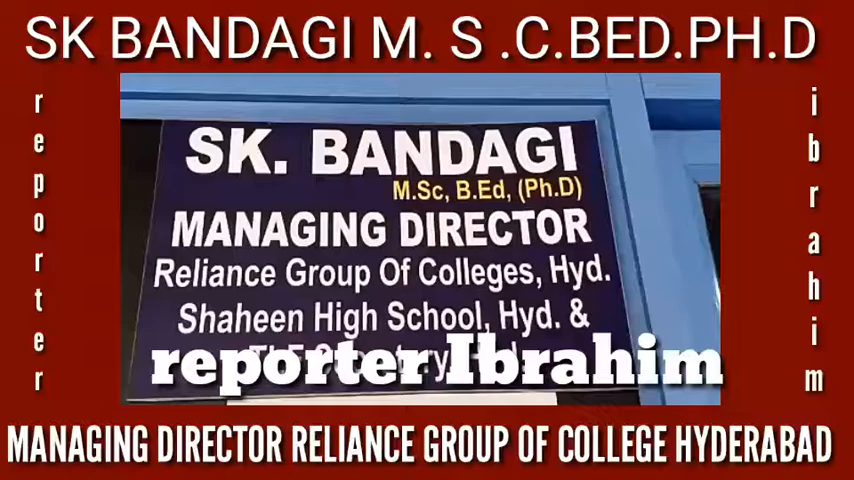 SK BANDAGI M. S .C.BED.PH.D
reporter
ibrahim
SK. BANDAGI
M.Sc, B.Ed, (Ph.D)
MANAGING DIRECTOR
Reliance Group Of Colleges, Hyd.
Shaheen High School, Hyd. &
reporter Ibrahim
MANAGING DIRECTOR RELIANCE GROUP OF COLLEGE HYDERABAD